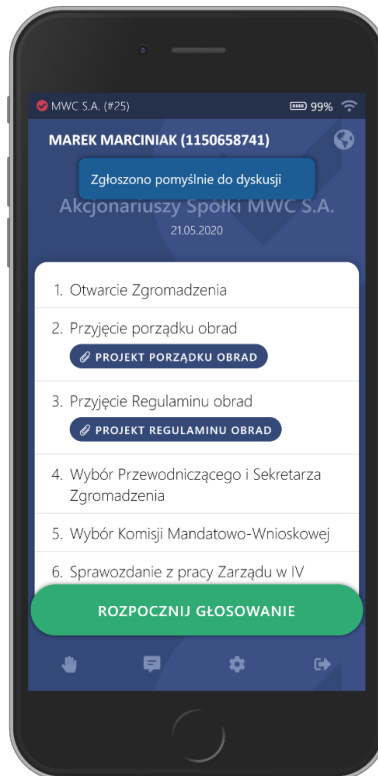 MWC S.A. (#25) 99%
MAREK MARCINIAK (1150658741)
Zgłoszono pomyślnie do dyskusji
Akcjonariuszy Spółki MWC S.A.
21.05.2020
1. Otwarcie Zgromadzenia
2. Przyjęcie porządku obrad
PROJEKT PORZĄDKU OBRAD
3. Przyjęcie Regulaminu obrad
PROJEKT REGULAMINU OBRAD
4. Wybór Przewodniczącego i Sekretarza
Zgromadzenia
5. Wybór Komisji Mandatowo-Wnioskowej
6. Sprawozdanie z pracy Zarządu w IV
ROZPOCZNIJ GŁOSOWANIE